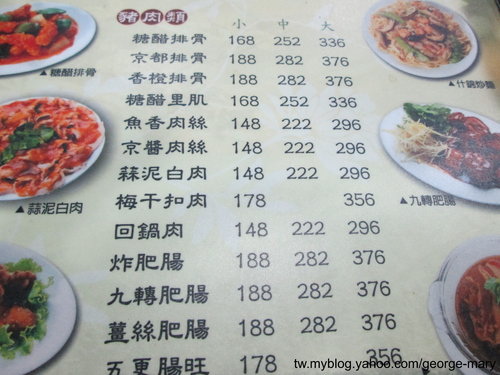 豬肉類 小 中 大
糖醋排骨 168 252 336
京都排骨 188 282 376
香橙排骨 188 282 376
糖醋里肌 168 252 336
魚香肉絲 148 222 296
京醬肉絲 148 222 296
蒜泥白肉 148 222 296
梅干扣肉 178 356
回鍋肉 148 222 296
炸肥腸 188 282 376
九轉肥腸 188 282 376
薑絲肥腸 188 282 376
五更腸旺 178 356
▲糖醋排骨
▲蒜泥白肉
▲什錦炒麵
▲九轉肥腸
tw.myblog.yahoo.com/george-mary